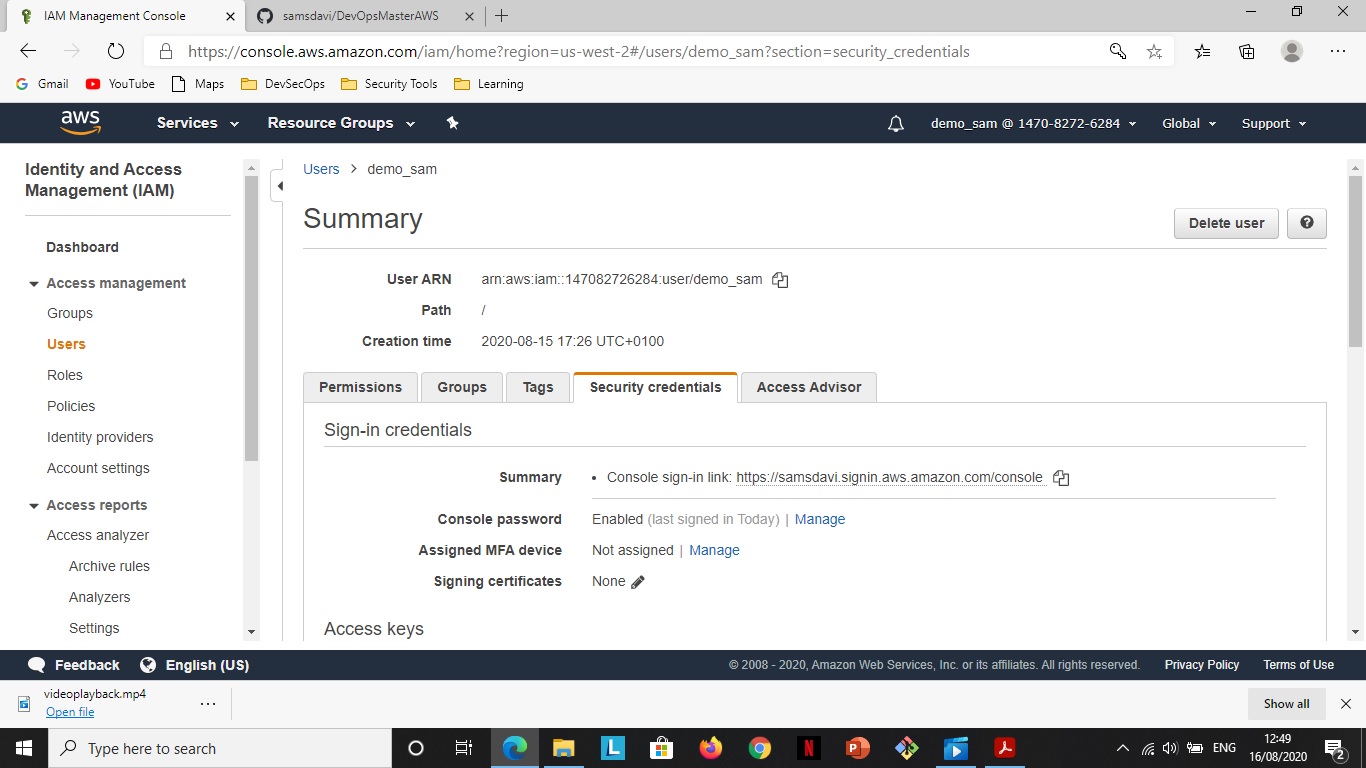 IAM Management Console
samsdavi/DevOpsMasterAWS
https://console.aws.amazon.com/iam/home?region=us-west-2#/users/demo_sam?section=security_credentials
Gmail YouTube Maps DevSecOps Security Tools Learning
aws Services Resource Groups demo_sam @ 1470-8272-6284 Global Support
Identity and Access
Management (IAM)
Dashboard
Access management
Groups
Users
Roles
Policies
Identity providers
Account settings
Access reports
Access analyzer
Archive rules
Analyzers
Settings
Users > demo_sam
Summary
Delete user ?
User ARN arn:aws:iam::147082726284:user/demo_sam
Path /
Creation time 2020-08-15 17:26 UTC+0100
Permissions Groups Tags Security credentials Access Advisor
Sign-in credentials
Summary • Console sign-in link: https://samsdavi.signin.aws.amazon.com/console
Console password Enabled (last signed in Today) | Manage
Assigned MFA device Not assigned | Manage
Signing certificates None
Access keys
Feedback English (US) © 2008 - 2020, Amazon Web Services, Inc. or its affiliates. All rights reserved. Privacy Policy Terms of Use
videoplayback.mp4
Open file
Show all
Type here to search
L
N
P
ENG
12:49
16/08/2020
2